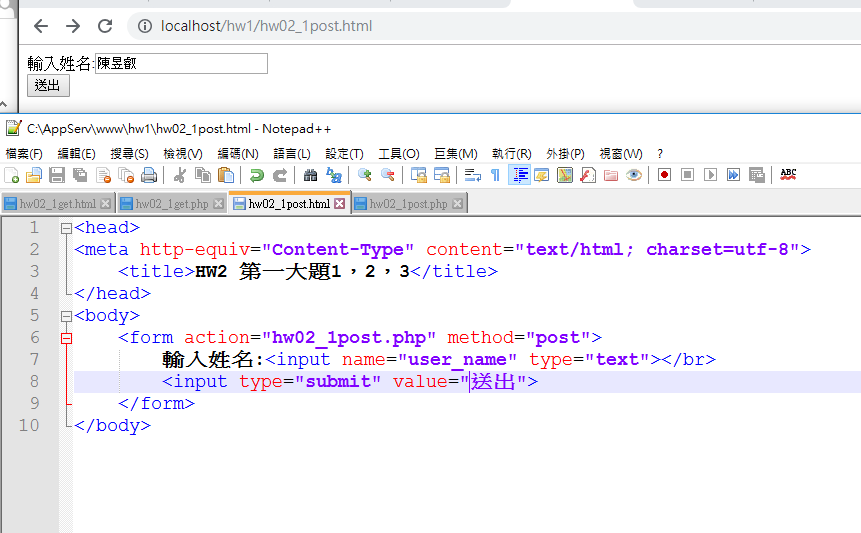 localhost/hw1/hw02_1post.html
輸入姓名:陳昱叡
送出
C:\AppServ\www\hw1\hw02_1post.html - Notepad++
檔案(F) 編輯(E) 搜尋(S) 檢視(V) 編碼(N) 語言(L) 設定(T) 工具(O) 巨集(M) 執行(R) 外掛(P) 視窗(W) ?
ABC
hw02_1get.html hw02_1get.php hw02_1post.html hw02_1post.php
1 <head>
2 <meta http-equiv="Content-Type" content="text/html; charset=utf-8">
3 <title>HW2 第一大題1，2，3</title>
4 </head>
5 <body>
6 <form action="hw02_1post.php" method="post">
7 輸入姓名:<input name="user_name" type="text"></br>
8 <input type="submit" value="送出">
9 </form>
10 </body>